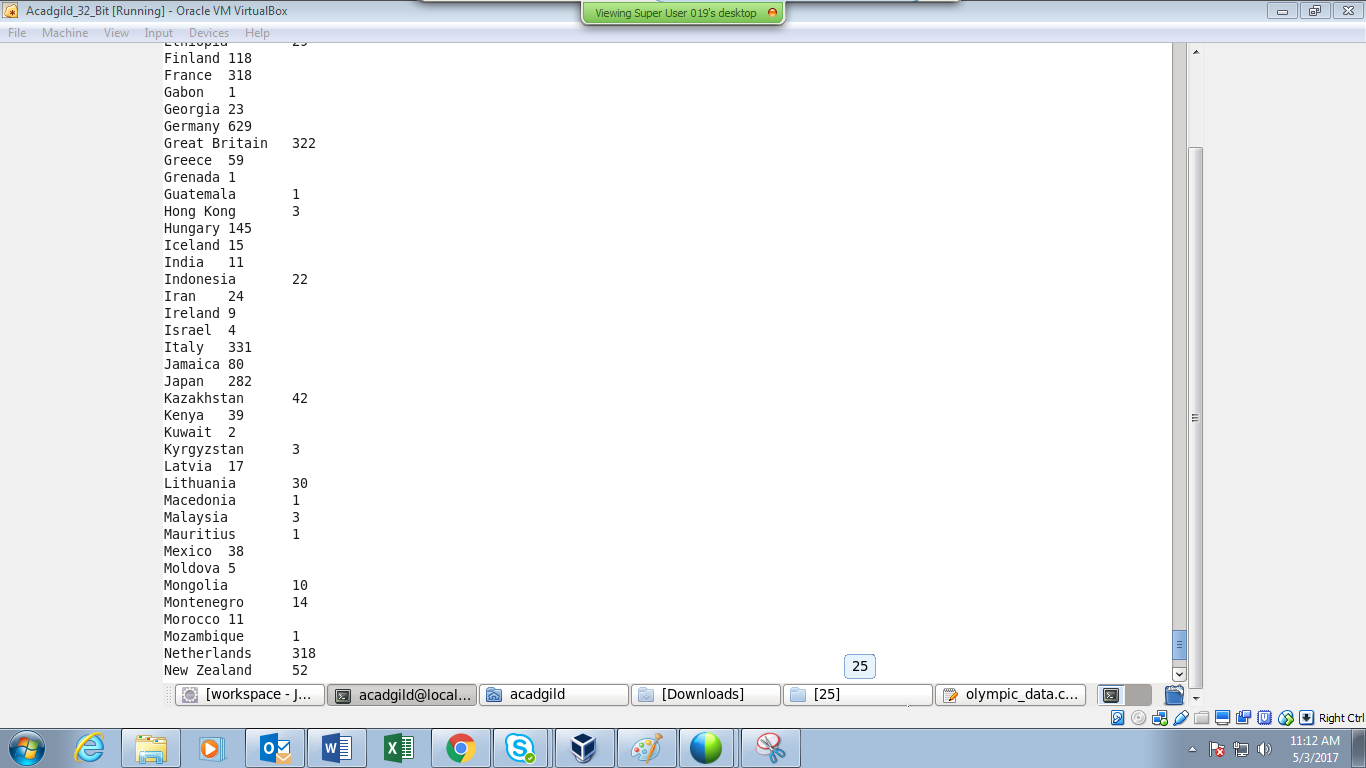 Acadgild_32_Bit [Running] - Oracle VM VirtualBox
Viewing Super User 019's desktop
File Machine View Input Devices Help
Ethiopia 29
Finland 118
France 318
Gabon 1
Georgia 23
Germany 629
Great Britain 322
Greece 59
Grenada 1
Guatemala 1
Hong Kong 3
Hungary 145
Iceland 15
India 11
Indonesia 22
Iran 24
Ireland 9
Israel 4
Italy 331
Jamaica 80
Japan 282
Kazakhstan 42
Kenya 39
Kuwait 2
Kyrgyzstan 3
Latvia 17
Lithuania 30
Macedonia 1
Malaysia 3
Mauritius 1
Mexico 38
Moldova 5
Mongolia 10
Montenegro 14
Morocco 11
Mozambique 1
Netherlands 318
New Zealand 52
25
[workspace - J... acadgild@local... acadgild [Downloads] [25] olympic_data.c...
Right Ctrl
11:12 AM
5/3/2017